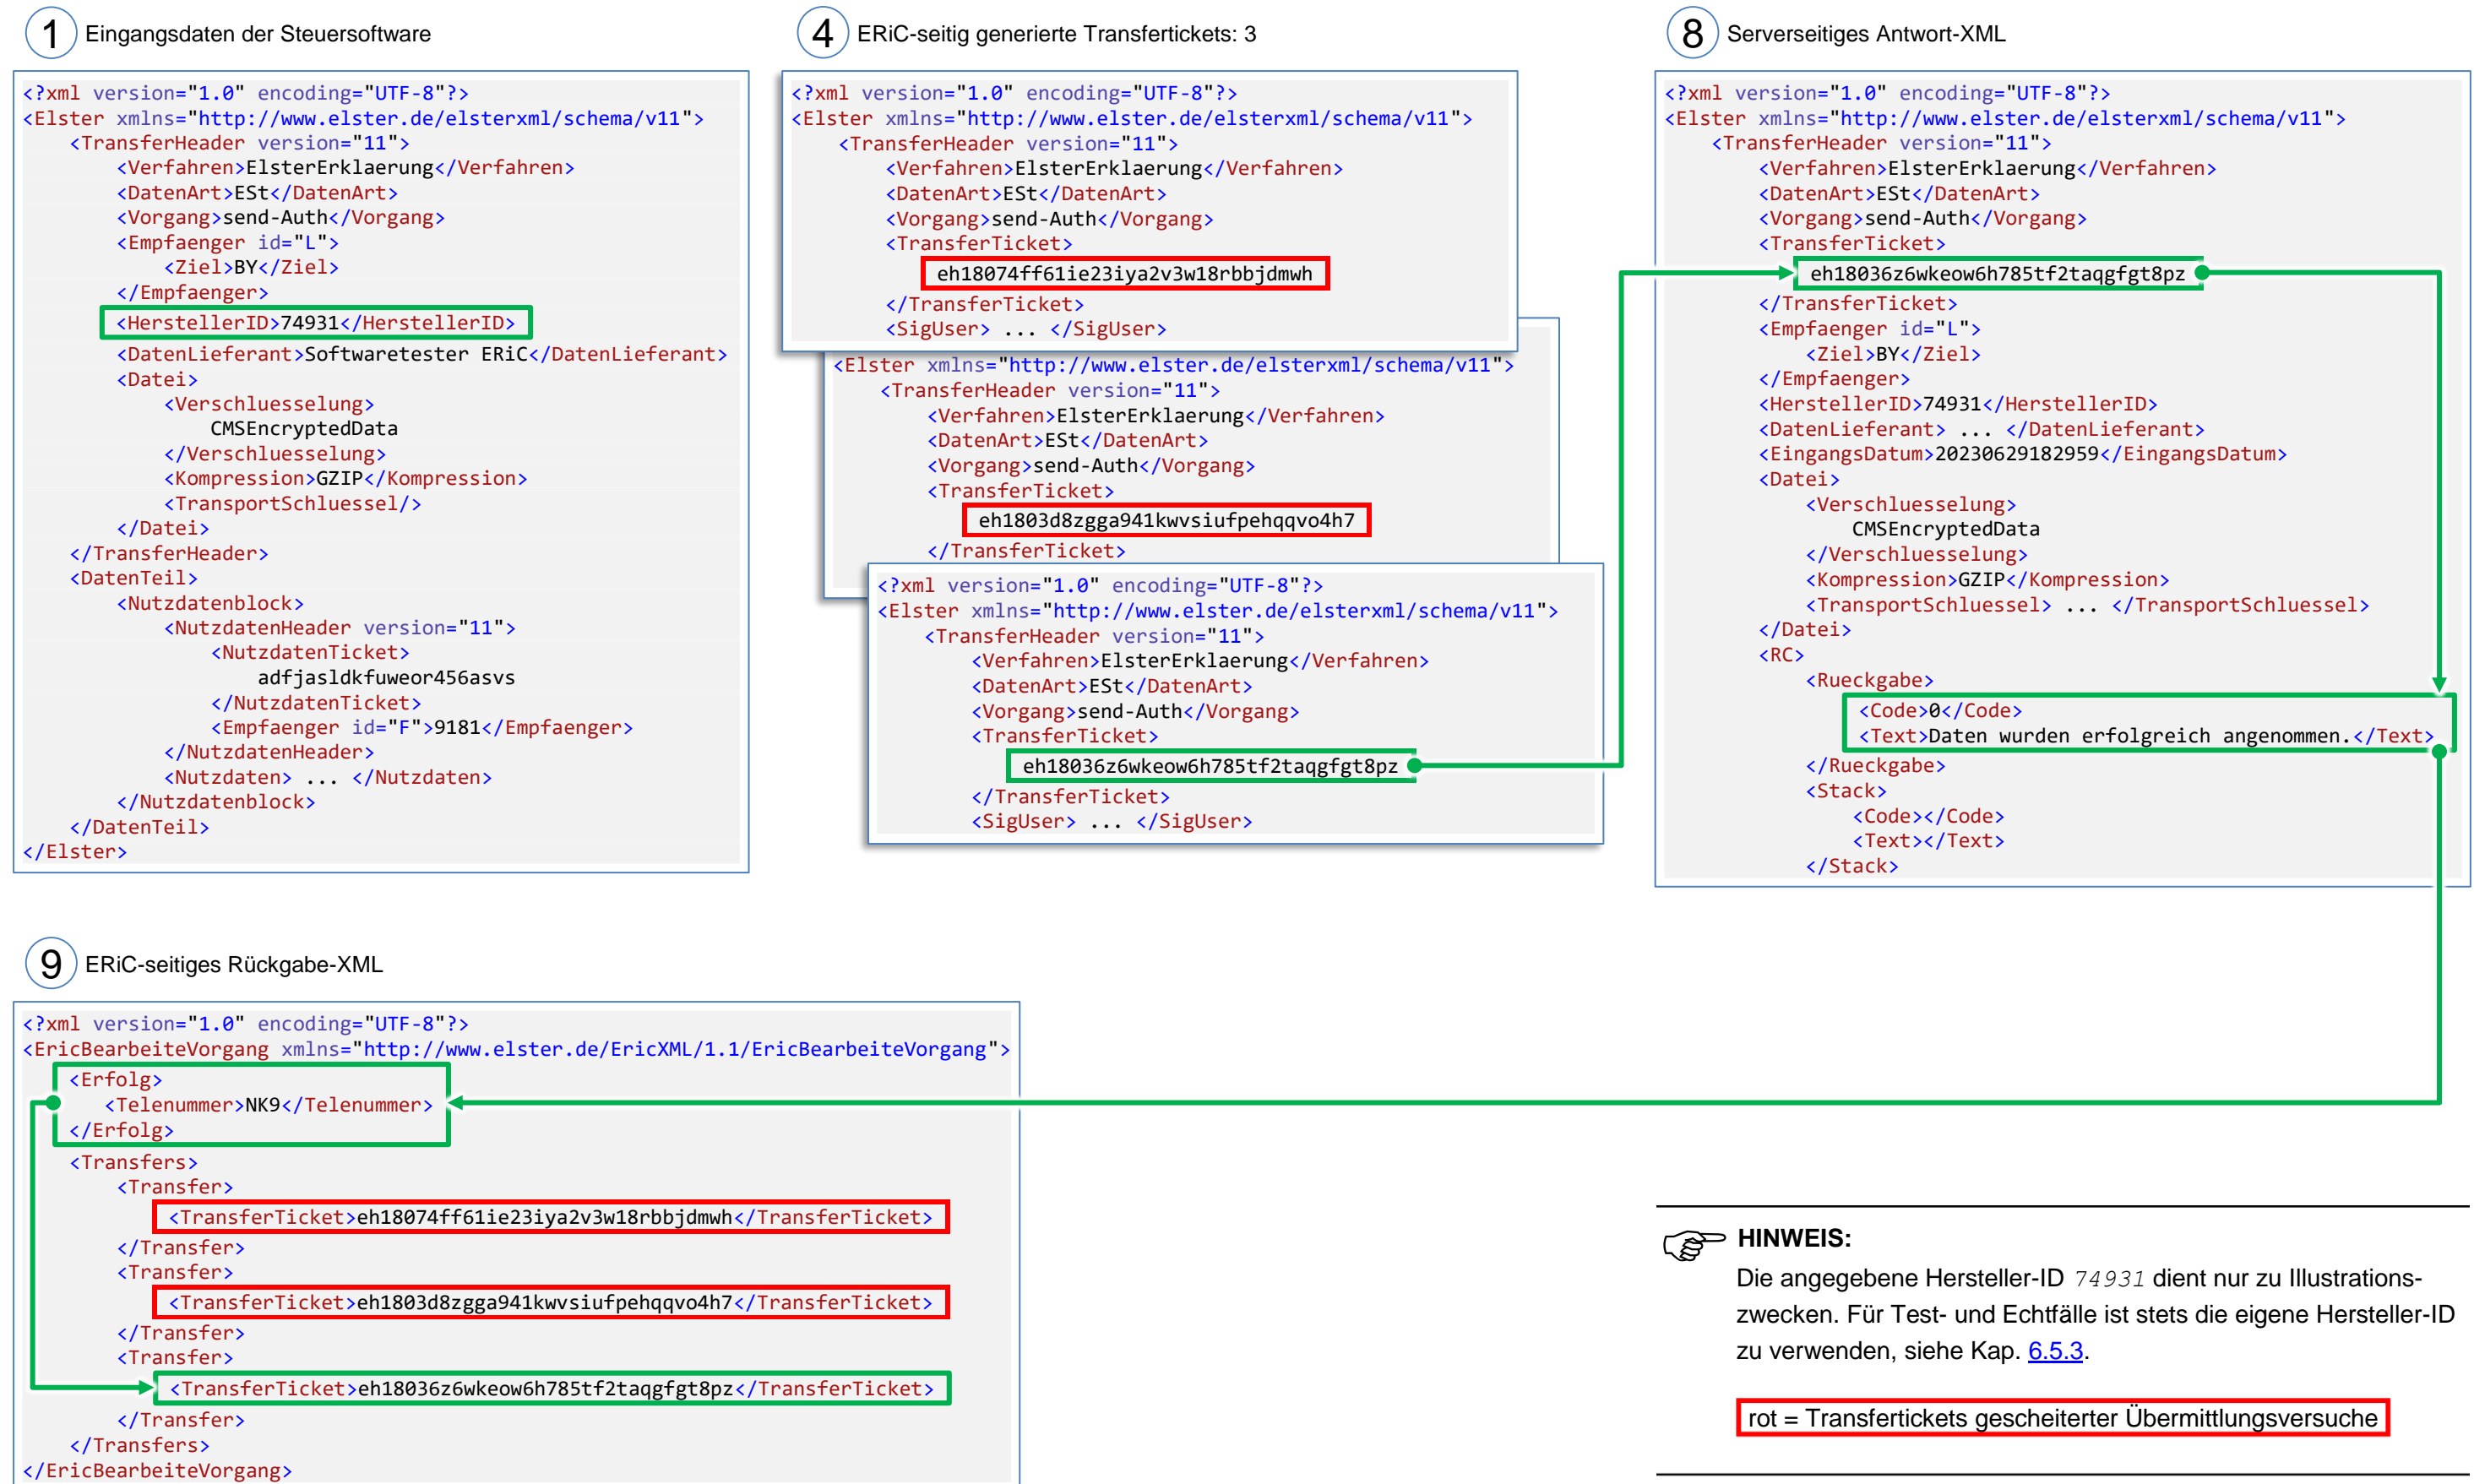 1 Eingangsdaten der Steuersoftware
<?xml version="1.0" encoding="UTF-8"?>
<Elster xmlns="http://www.elster.de/elsterxml/schema/v11">
<TransferHeader version="11">
<Verfahren>ElsterErklaerung</Verfahren>
<DatenArt>ESt</DatenArt>
<Vorgang>send-Auth</Vorgang>
<Empfaenger id="L">
<Ziel>BY</Ziel>
</Empfaenger>
<HerstellerID>74931</HerstellerID>
<DatenLieferant>Softwaretester ERiC</DatenLieferant>
<Datei>
<Verschluesselung>
CMSEncryptedData
</Verschluesselung>
<Kompression>GZIP</Kompression>
<TransportSchluessel/>
</Datei>
</TransferHeader>
<DatenTeil>
<Nutzdatenblock>
<NutzdatenHeader version="11">
<NutzdatenTicket>
adfjasldkfuweor456asvs
</NutzdatenTicket>
<Empfaenger id="F">9181</Empfaenger>
</NutzdatenHeader>
<Nutzdaten> ... </Nutzdaten>
</Nutzdatenblock>
</DatenTeil>
</Elster>
4 ERiC-seitig generierte Transfertickets: 3
<?xml version="1.0" encoding="UTF-8"?>
<Elster xmlns="http://www.elster.de/elsterxml/schema/v11">
<TransferHeader version="11">
<Verfahren>ElsterErklaerung</Verfahren>
<DatenArt>ESt</DatenArt>
<Vorgang>send-Auth</Vorgang>
<TransferTicket>
eh18074ff61ie23iya2v3w18rbbjdmwh
</TransferTicket>
<SigUser> ... </SigUser>
<Elster xmlns="http://www.elster.de/elsterxml/schema/v11">
<TransferHeader version="11">
<Verfahren>ElsterErklaerung</Verfahren>
<DatenArt>ESt</DatenArt>
<Vorgang>send-Auth</Vorgang>
<TransferTicket>
eh1803d8zgga941kwvsiufpehqqvo4h7
</TransferTicket>
<?xml version="1.0" encoding="UTF-8"?>
<Elster xmlns="http://www.elster.de/elsterxml/schema/v11">
<TransferHeader version="11">
<Verfahren>ElsterErklaerung</Verfahren>
<DatenArt>ESt</DatenArt>
<Vorgang>send-Auth</Vorgang>
<TransferTicket>
eh18036z6wkeow6h785tf2taqgfgt8pz
</TransferTicket>
<SigUser> ... </SigUser>
8 Serverseitiges Antwort-XML
<?xml version="1.0" encoding="UTF-8"?>
<Elster xmlns="http://www.elster.de/elsterxml/schema/v11">
<TransferHeader version="11">
<Verfahren>ElsterErklaerung</Verfahren>
<DatenArt>ESt</DatenArt>
<Vorgang>send-Auth</Vorgang>
<TransferTicket>
eh18036z6wkeow6h785tf2taqgfgt8pz
</TransferTicket>
<Empfaenger id="L">
<Ziel>BY</Ziel>
</Empfaenger>
<HerstellerID>74931</HerstellerID>
<DatenLieferant> ... </DatenLieferant>
<EingangsDatum>20230629182959</EingangsDatum>
<Datei>
<Verschluesselung>
CMSEncryptedData
</Verschluesselung>
<Kompression>GZIP</Kompression>
<TransportSchluessel> ... </TransportSchluessel>
</Datei>
<RC>
<Rueckgabe>
<Code>0</Code>
<Text>Daten wurden erfolgreich angenommen.</Text>
</Rueckgabe>
<Stack>
<Code></Code>
<Text></Text>
</Stack>
9 ERiC-seitiges Rückgabe-XML
<?xml version="1.0" encoding="UTF-8"?>
<EricBearbeiteVorgang xmlns="http://www.elster.de/EricXML/1.1/EricBearbeiteVorgang">
<Erfolg>
<Telenummer>NK9</Telenummer>
</Erfolg>
<Transfers>
<Transfer>
<TransferTicket>eh18074ff61ie23iya2v3w18rbbjdmwh</TransferTicket>
</Transfer>
<Transfer>
<TransferTicket>eh1803d8zgga941kwvsiufpehqqvo4h7</TransferTicket>
</Transfer>
<Transfer>
<TransferTicket>eh18036z6wkeow6h785tf2taqgfgt8pz</TransferTicket>
</Transfer>
</Transfers>
</EricBearbeiteVorgang>
HINWEIS:
Die angegebene Hersteller-ID 74931 dient nur zu Illustrations-
zwecken. Für Test- und Echtfälle ist stets die eigene Hersteller-ID
zu verwenden, siehe Kap. 6.5.3.
rot = Transfertickets gescheiterter Übermittlungsversuche